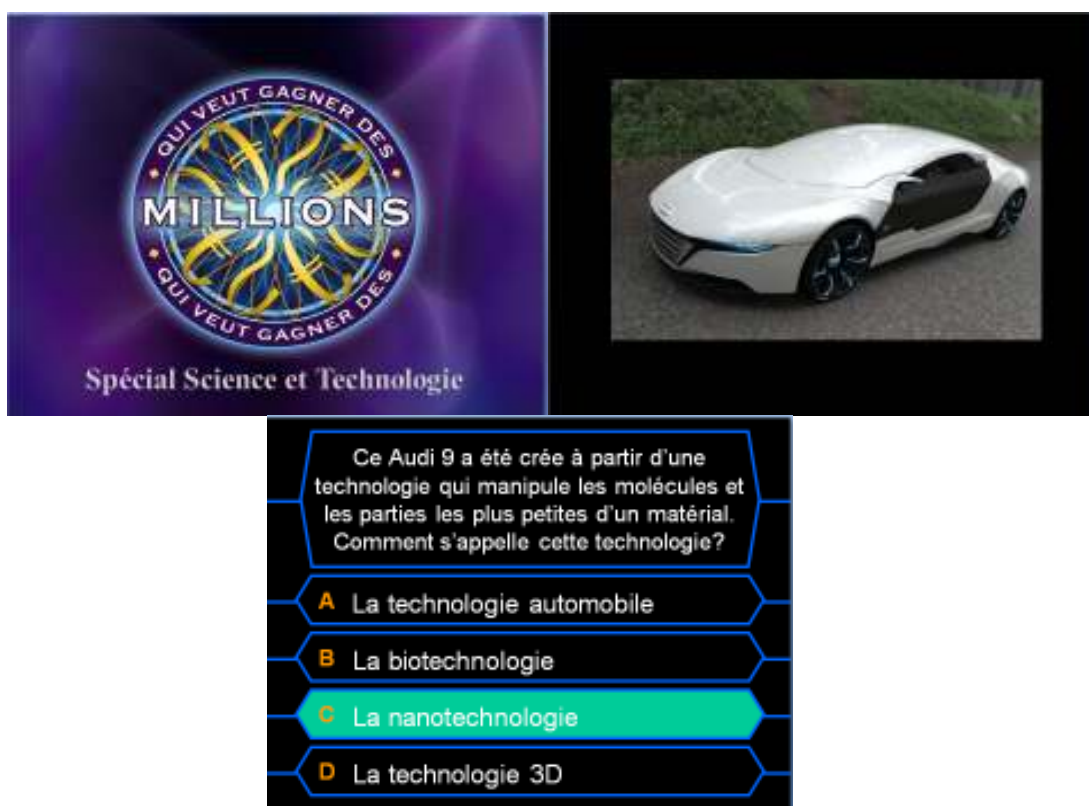 QUI VEUT GAGNER DES
MILLIONS
QUI VEUT GAGNER DES
Spécial Science et Technologie
Ce Audi 9 a été crée à partir d'une
technologie qui manipule les molécules et
les parties les plus petites d'un matérial.
Comment s'appelle cette technologie?
A La technologie automobile
B La biotechnologie
C La nanotechnologie
D La technologie 3D